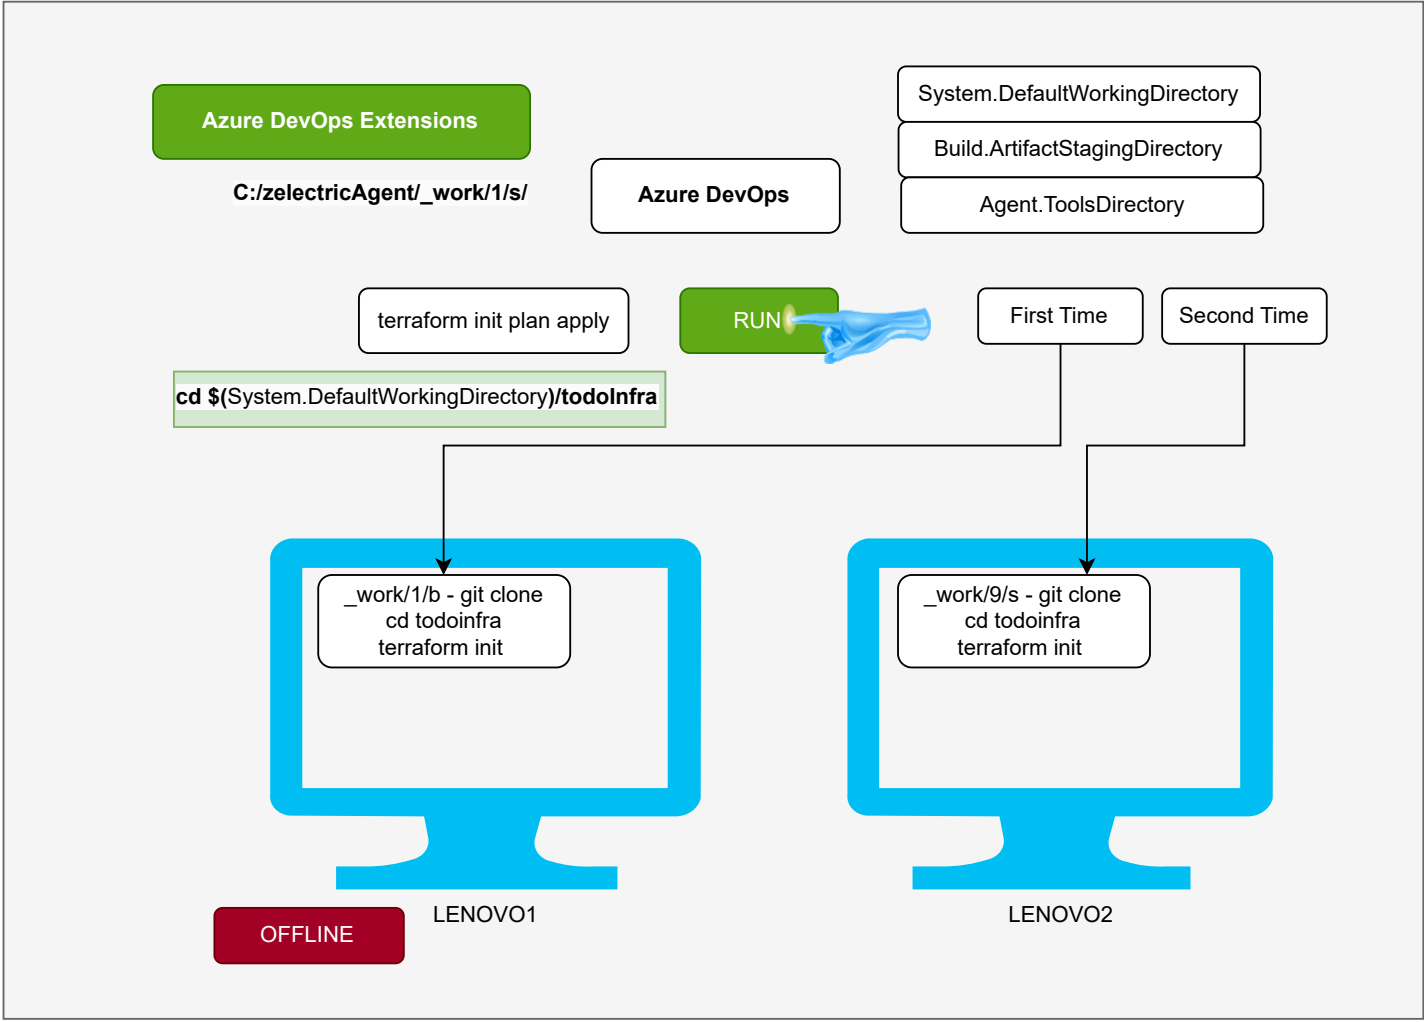 Azure DevOps Extensions
C:/zelectricAgent/_work/1/s/
Azure DevOps
System.DefaultWorkingDirectory
Build.ArtifactStagingDirectory
Agent.ToolsDirectory
terraform init plan apply
RUN
First Time
Second Time
cd $(System.DefaultWorkingDirectory)/todoInfra
_work/1/b - git clone
cd todoinfra
terraform init
_work/9/s - git clone
cd todoinfra
terraform init
LENOVO1
LENOVO2
OFFLINE